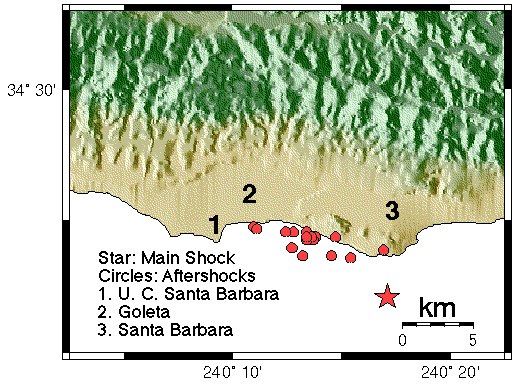 34° 30'
2
1
3
Star: Main Shock
Circles: Aftershocks
1. U. C. Santa Barbara
2. Goleta
3. Santa Barbara
km
0 5
240° 10' 240° 20'